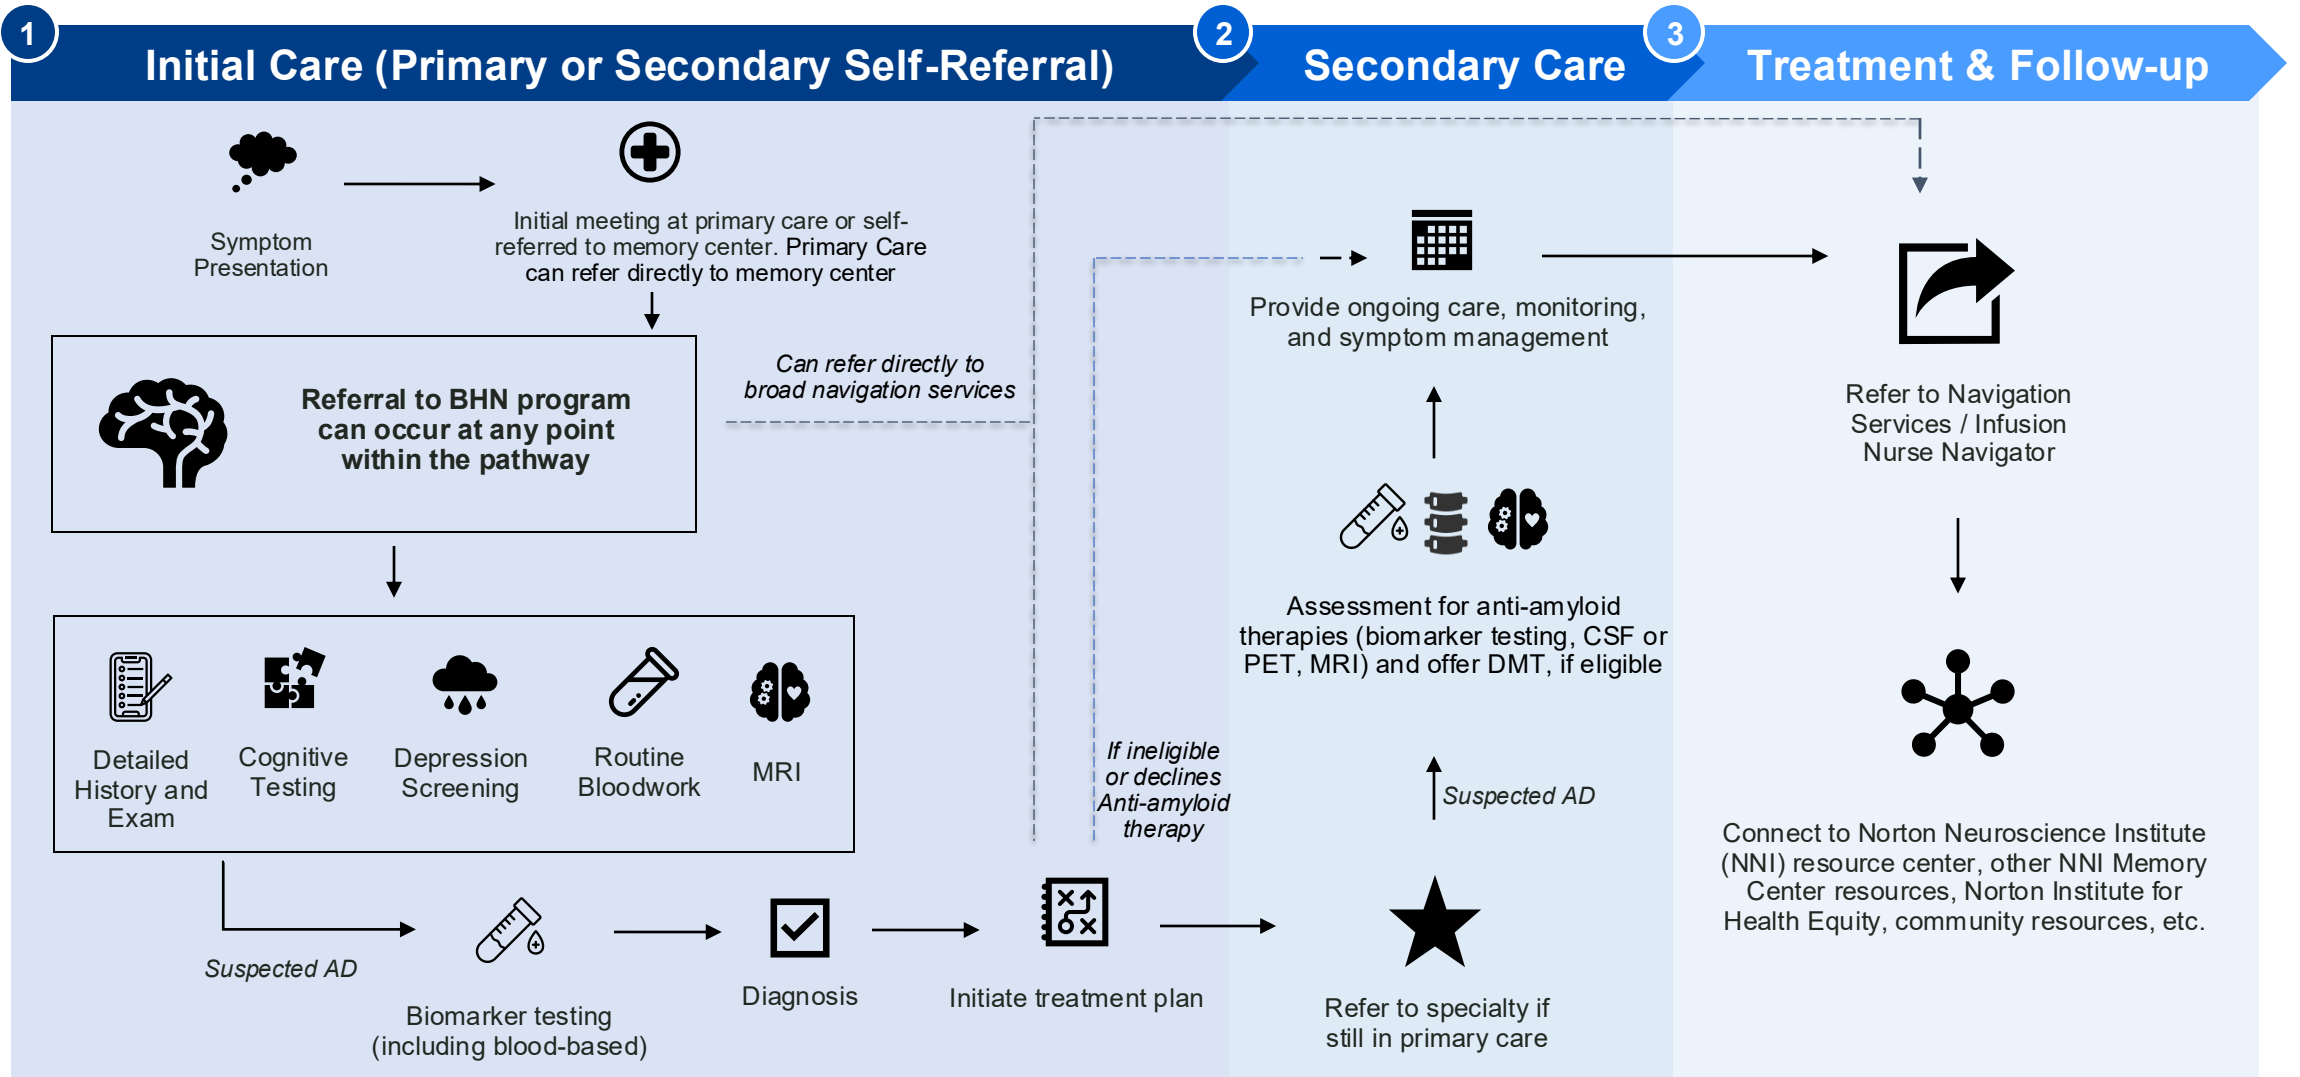 1
Initial Care (Primary or Secondary Self-Referral)
2
Secondary Care
3
Treatment & Follow-up
Symptom
Presentation
Initial meeting at primary care or self-
referred to memory center. Primary Care
can refer directly to memory center
Referral to BHN program
can occur at any point
within the pathway
Can refer directly to
broad navigation services
Detailed
History and
Exam
Cognitive
Testing
Depression
Screening
Routine
Bloodwork
MRI
Suspected AD
Biomarker testing
(including blood-based)
Diagnosis
Initiate treatment plan
If ineligible
or declines
Anti-amyloid
therapy
Provide ongoing care, monitoring,
and symptom management
Assessment for anti-amyloid
therapies (biomarker testing, CSF or
PET, MRI) and offer DMT, if eligible
Suspected AD
Refer to specialty if
still in primary care
Refer to Navigation
Services / Infusion
Nurse Navigator
Connect to Norton Neuroscience Institute
(NNI) resource center, other NNI Memory
Center resources, Norton Institute for
Health Equity, community resources, etc.